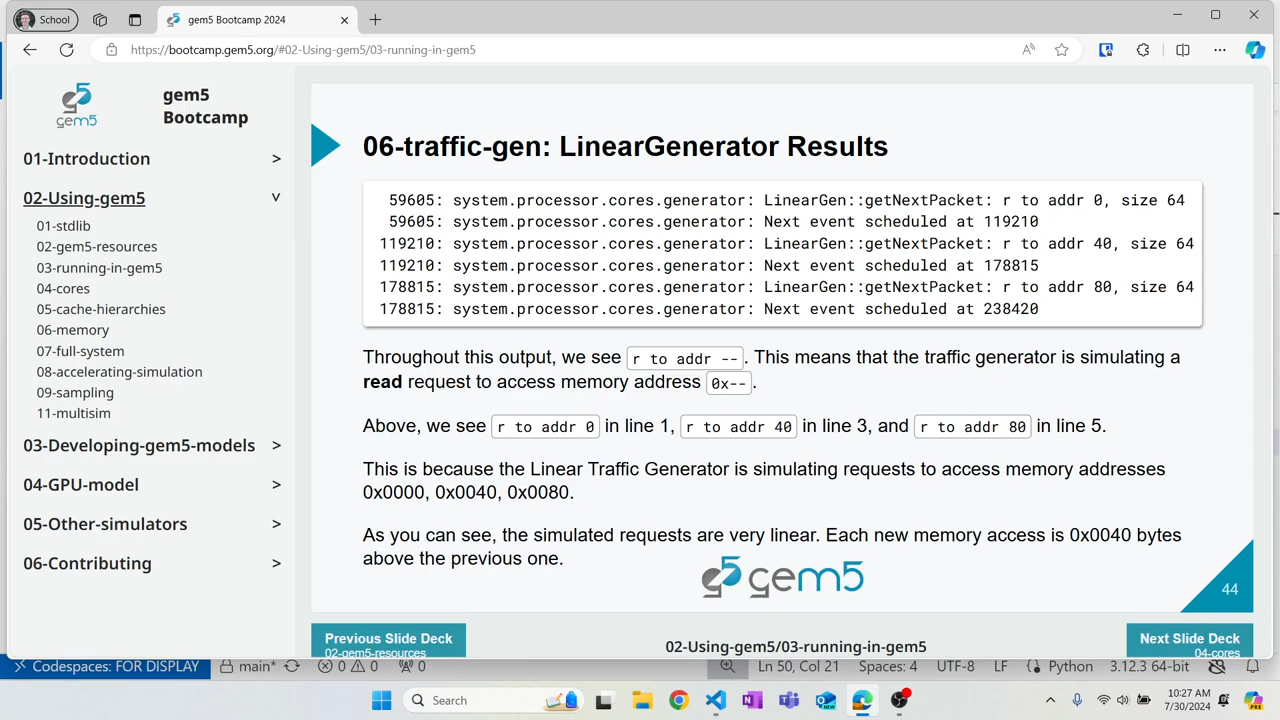 School
gem5 Bootcamp 2024
https://bootcamp.gem5.org/#02-Using-gem5/03-running-in-gem5
gem5
gem5
Bootcamp
01-Introduction >
02-Using-gem5 v
01-stdlib
02-gem5-resources
03-running-in-gem5
04-cores
05-cache-hierarchies
06-memory
07-full-system
08-accelerating-simulation
09-sampling
11-multisim
03-Developing-gem5-models >
04-GPU-model >
05-Other-simulators >
06-Contributing >
06-traffic-gen: LinearGenerator Results
59605: system.processor.cores.generator: LinearGen::getNextPacket: r to addr 0, size 64
59605: system.processor.cores.generator: Next event scheduled at 119210
119210: system.processor.cores.generator: LinearGen::getNextPacket: r to addr 40, size 64
119210: system.processor.cores.generator: Next event scheduled at 178815
178815: system.processor.cores.generator: LinearGen::getNextPacket: r to addr 80, size 64
178815: system.processor.cores.generator: Next event scheduled at 238420
Throughout this output, we see r to addr --. This means that the traffic generator is simulating a
read request to access memory address 0x--.
Above, we see r to addr 0 in line 1, r to addr 40 in line 3, and r to addr 80 in line 5.
This is because the Linear Traffic Generator is simulating requests to access memory addresses
0x0000, 0x0040, 0x0080.
As you can see, the simulated requests are very linear. Each new memory access is 0x0040 bytes
above the previous one.
gem5
44
Previous Slide Deck
02-gem5-resources
02-Using-gem5/03-running-in-gem5
Next Slide Deck
04-cores
Codespaces: FOR DISPLAY main* 0 0 0 Ln 50, Col 21 Spaces: 4 UTF-8 LF Python 3.12.3 64-bit
Search
10:27 AM
7/30/2024
PRE